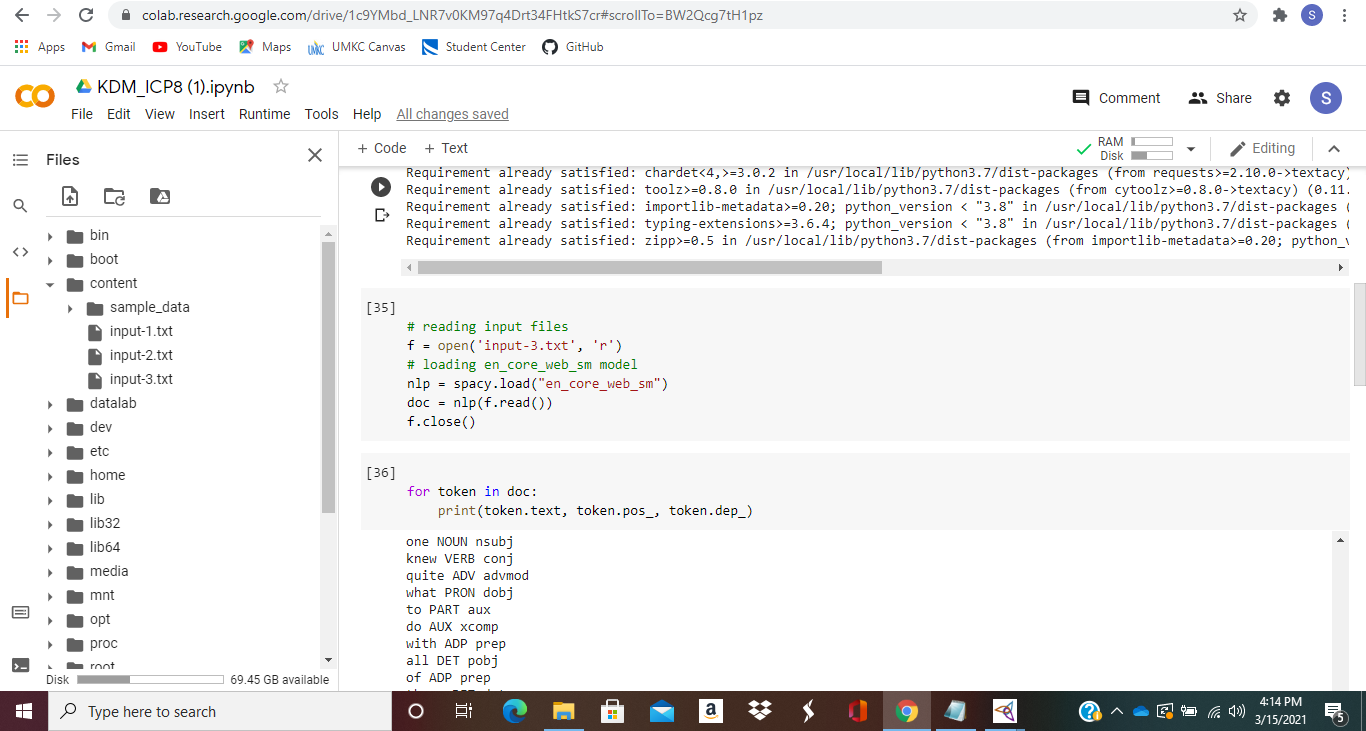 colab.research.google.com/drive/1c9YMbd_LNR7v0KM97q4Drt34FHtkS7cr#scrollTo=BW2Qcg7tH1pz
S
Apps
Gmail
YouTube
Maps
UMKC
UMKC Canvas
Student Center
GitHub
KDM_ICP8 (1).ipynb
File Edit View Insert Runtime Tools Help All changes saved
Comment
Share
S
Files
+ Code + Text
RAM
Disk
Editing
bin
boot
content
sample_data
input-1.txt
input-2.txt
input-3.txt
datalab
dev
etc
home
lib
lib32
lib64
media
mnt
opt
proc
root
Disk
69.45 GB available
Requirement already satisfied: chardet<4,>=3.0.2 in /usr/local/lib/python3.7/dist-packages (from requests>=2.10.0->textacy)
Requirement already satisfied: toolz>=0.8.0 in /usr/local/lib/python3.7/dist-packages (from cytoolz>=0.8.0->textacy) (0.11.
Requirement already satisfied: importlib-metadata>=0.20; python_version < "3.8" in /usr/local/lib/python3.7/dist-packages (
Requirement already satisfied: typing-extensions>=3.6.4; python_version < "3.8" in /usr/local/lib/python3.7/dist-packages (
Requirement already satisfied: zipp>=0.5 in /usr/local/lib/python3.7/dist-packages (from importlib-metadata>=0.20; python_v
[35]
# reading input files
f = open('input-3.txt', 'r')
# loading en_core_web_sm model
nlp = spacy.load("en_core_web_sm")
doc = nlp(f.read())
f.close()
[36]
for token in doc:
print(token.text, token.pos_, token.dep_)
one NOUN nsubj
knew VERB conj
quite ADV advmod
what PRON dobj
to PART aux
do AUX xcomp
with ADP prep
all DET pobj
of ADP prep
Type here to search
4:14 PM
3/15/2021
5